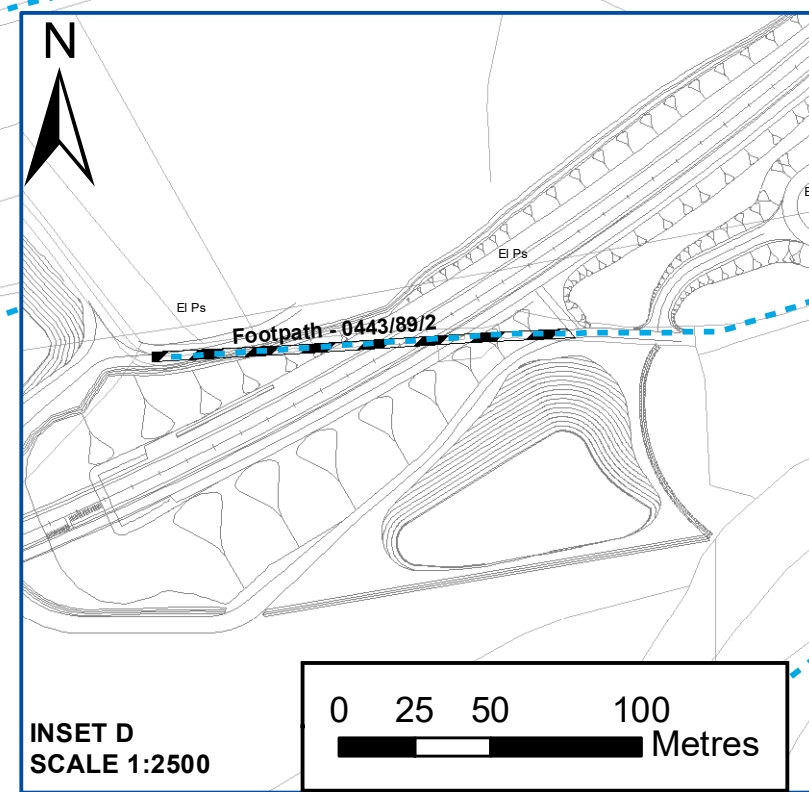 N
El Ps
El Ps
Footpath - 0443/89/2
INSET D
SCALE 1:2500
0 25 50 100
Metres